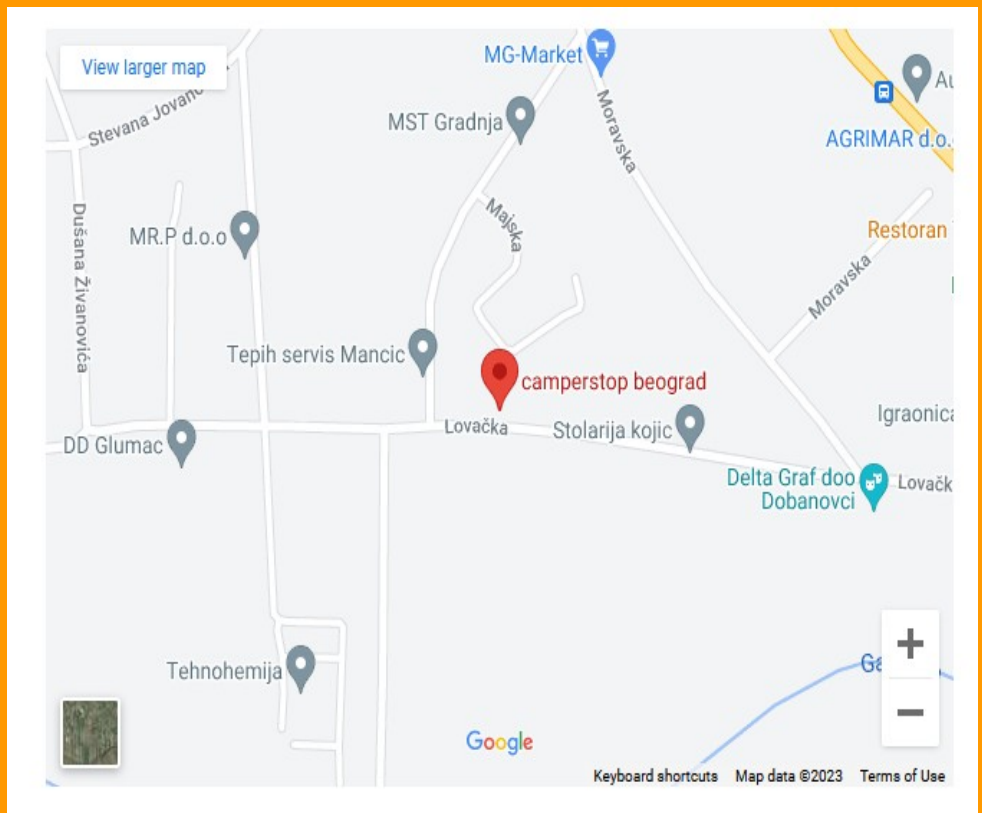 View larger map
MG-Market
Stevana Jovano
MST Gradnja
Moravska
Au
AGRIMAR d.o.
Majska
Dušana Živanovića
MR.P d.o.o
Restoran
Moravska
Tepih servis Mancic
camperstop beograd
Igraonica
Lovačka
Stolarija kojic
DD Glumac
Delta Graf doo
Dobanovci
Lovačk
Tehnohemija
Ga
Google
Keyboard shortcuts Map data ©2023 Terms of Use